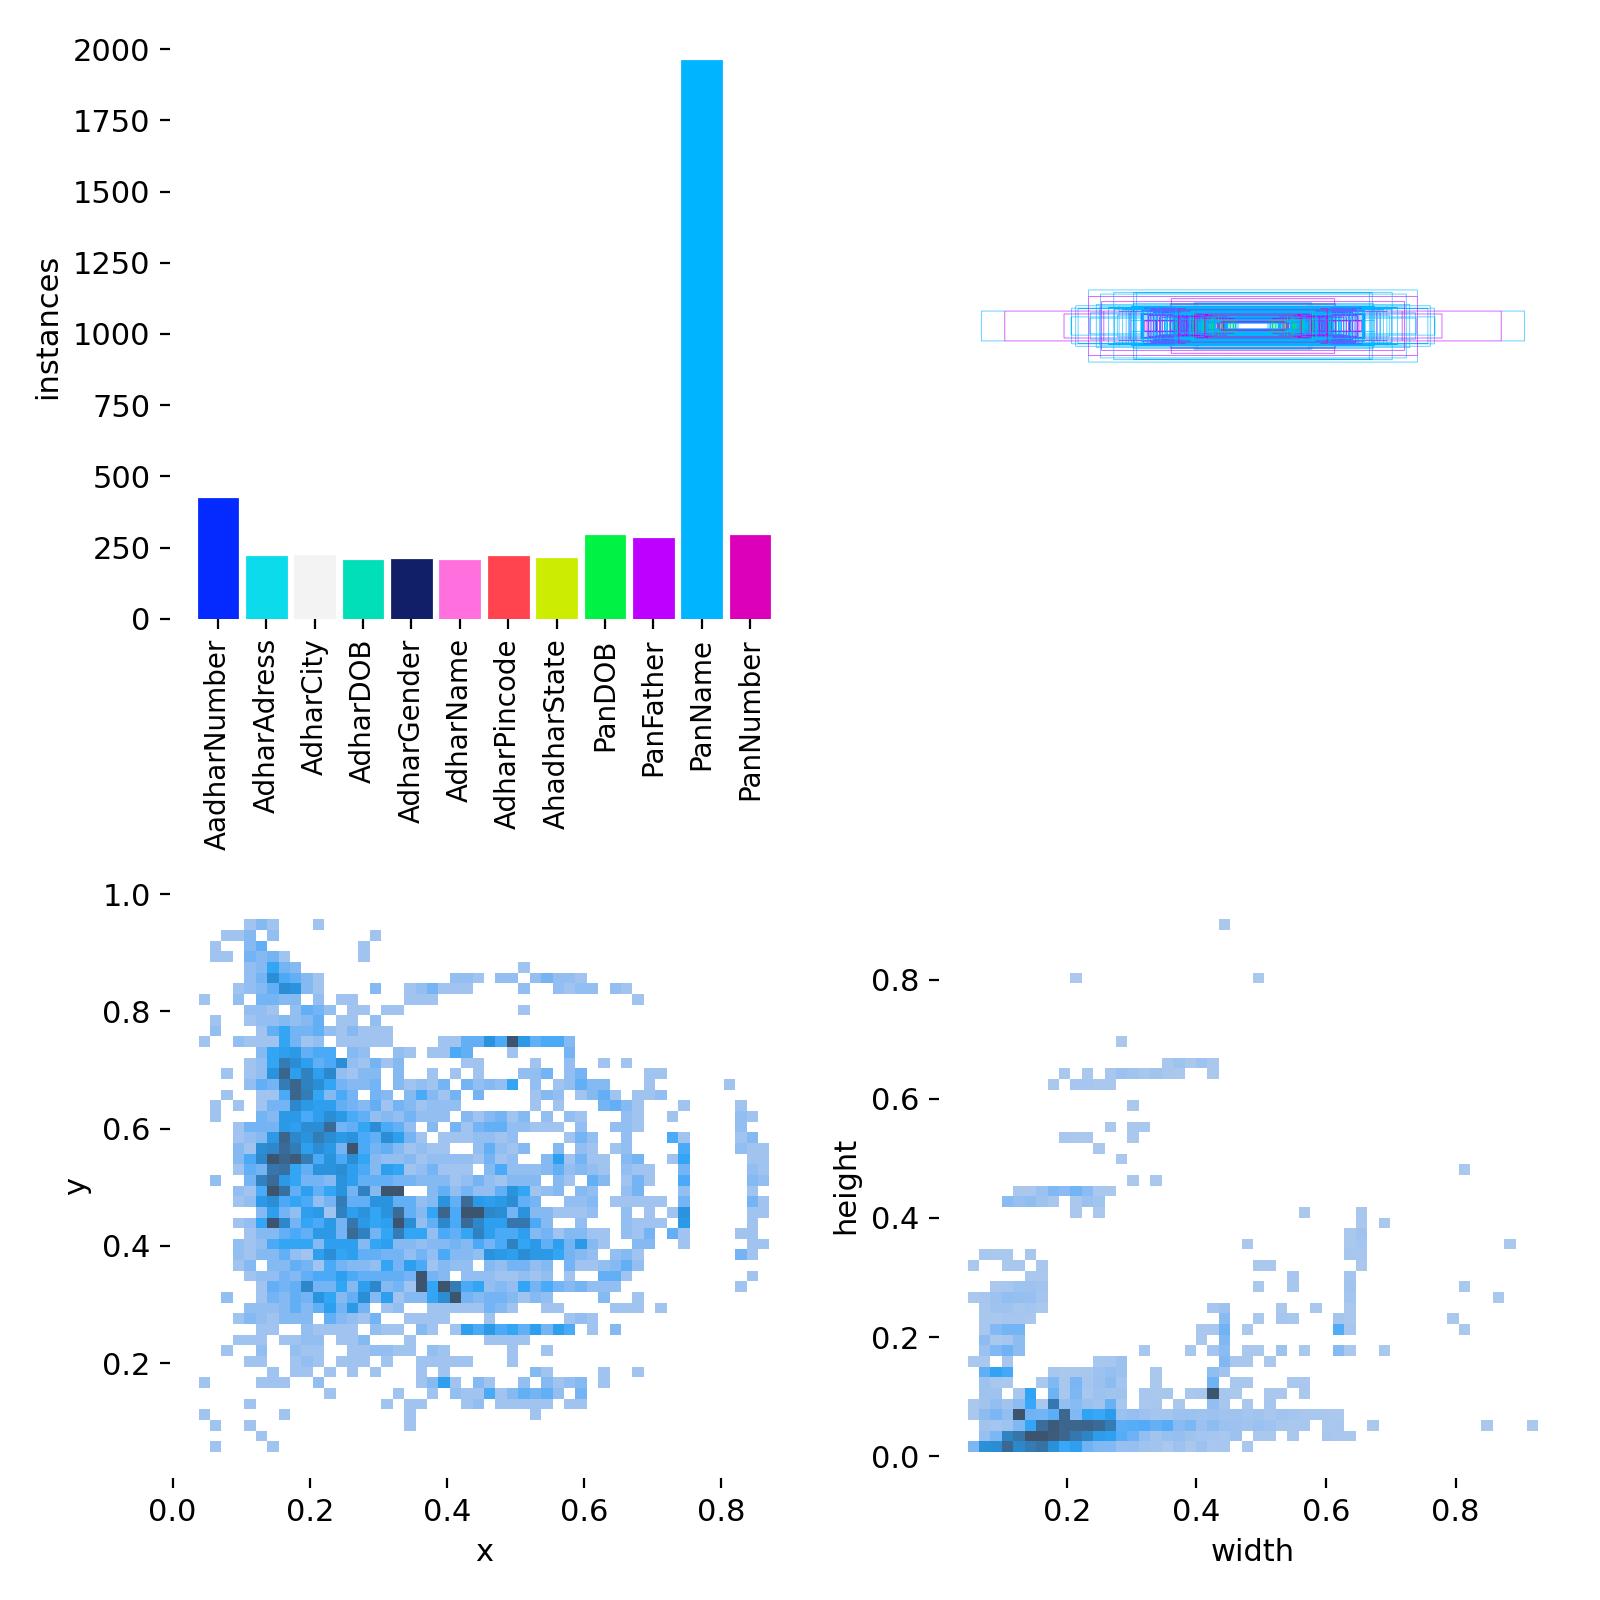 2000
1750
1500
1250
1000
750
500
250
0
instances
AadharNumber
AdharAdress
AdharCity
AdharDOB
AdharGender
AdharName
AdharPincode
AhadharState
PanDOB
PanFather
PanName
PanNumber
1.0
0.8
0.6
0.4
0.2
y
0.0 0.2 0.4 0.6 0.8
x
0.8
0.6
0.4
0.2
0.0
height
0.2 0.4 0.6 0.8
width